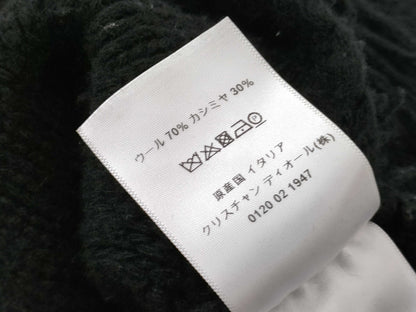 ウール 70% カシミヤ 30%
P
原産国 イタリア
クリスチャン ディオール(株)
0120 02 1947